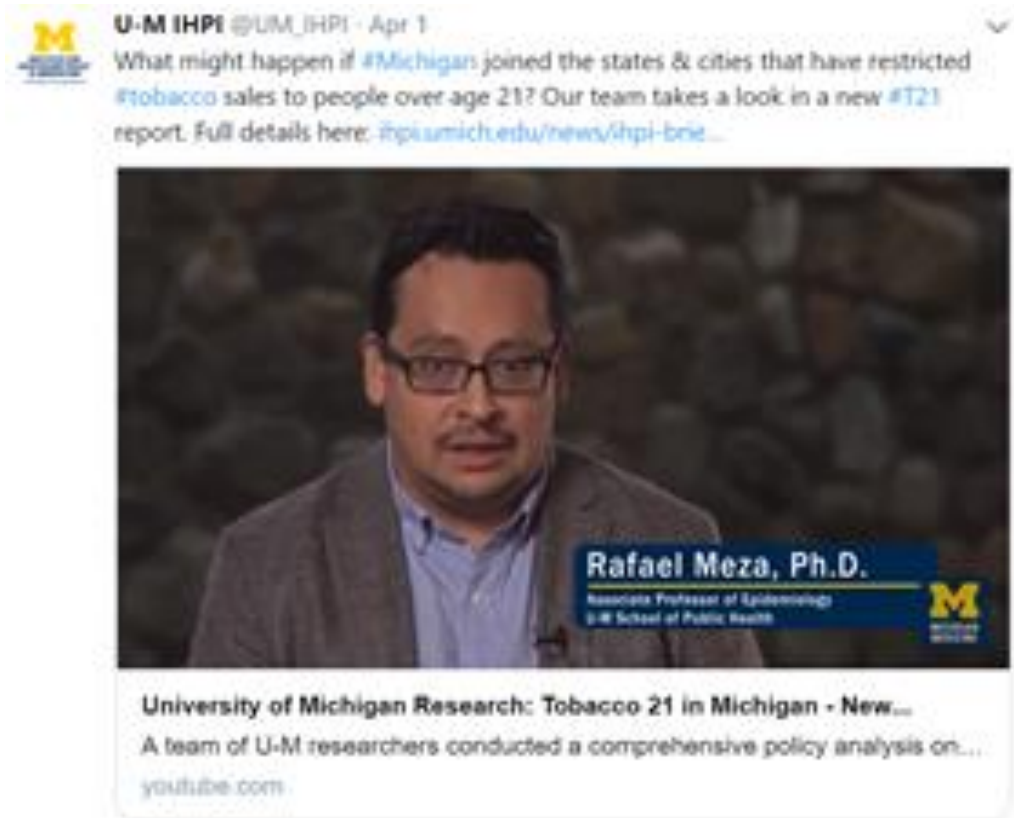 U-M IHPI @UM_IHPI · Apr 1
What might happen if #Michigan joined the states & cities that have restricted
#tobacco sales to people over age 21? Our team takes a look in a new #T21
report. Full details here: ihpi.umich.edu/news/ihpi-brie...
Rafael Meza, Ph.D.
Associate Professor of Epidemiology
U-M School of Public Health
M
University of Michigan Research: Tobacco 21 in Michigan - New...
A team of U-M researchers conducted a comprehensive policy analysis on...
youtube.com